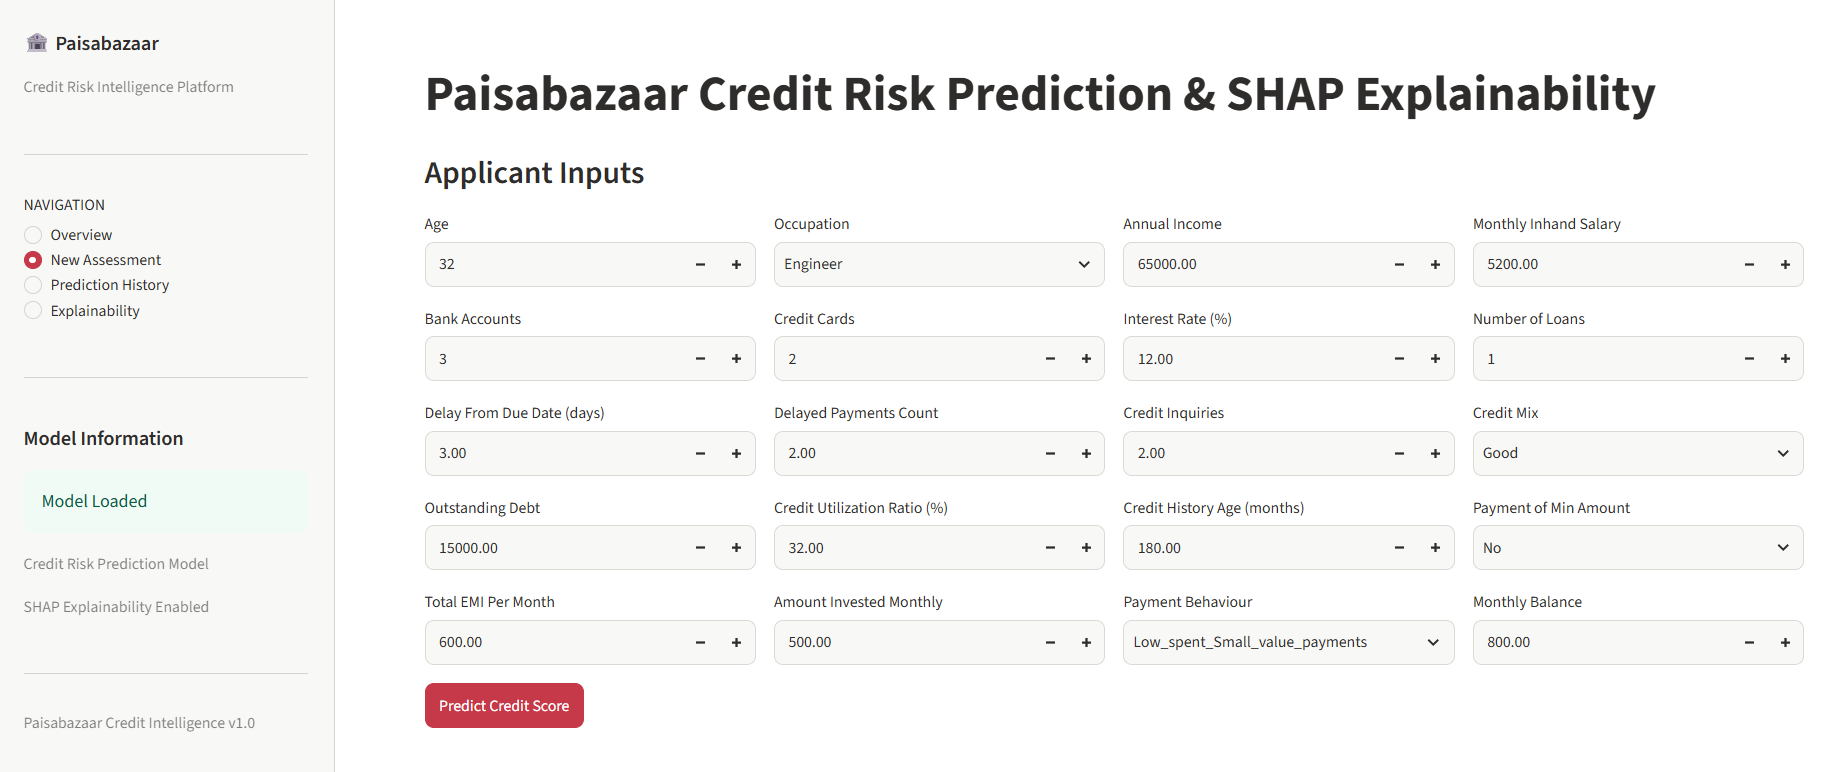 Paisabazaar
Credit Risk Intelligence Platform
NAVIGATION
Overview
New Assessment
Prediction History
Explainability
Model Information
Model Loaded
Credit Risk Prediction Model
SHAP Explainability Enabled
Paisabazaar Credit Intelligence v1.0
Paisabazaar Credit Risk Prediction & SHAP Explainability
Applicant Inputs
Age Occupation Annual Income Monthly Inhand Salary
32 Engineer 65000.00 5200.00
Bank Accounts Credit Cards Interest Rate (%) Number of Loans
3 2 12.00 1
Delay From Due Date (days) Delayed Payments Count Credit Inquiries Credit Mix
3.00 2.00 2.00 Good
Outstanding Debt Credit Utilization Ratio (%) Credit History Age (months) Payment of Min Amount
15000.00 32.00 180.00 No
Total EMI Per Month Amount Invested Monthly Payment Behaviour Monthly Balance
600.00 500.00 Low_spent_Small_value_payments 800.00
Predict Credit Score